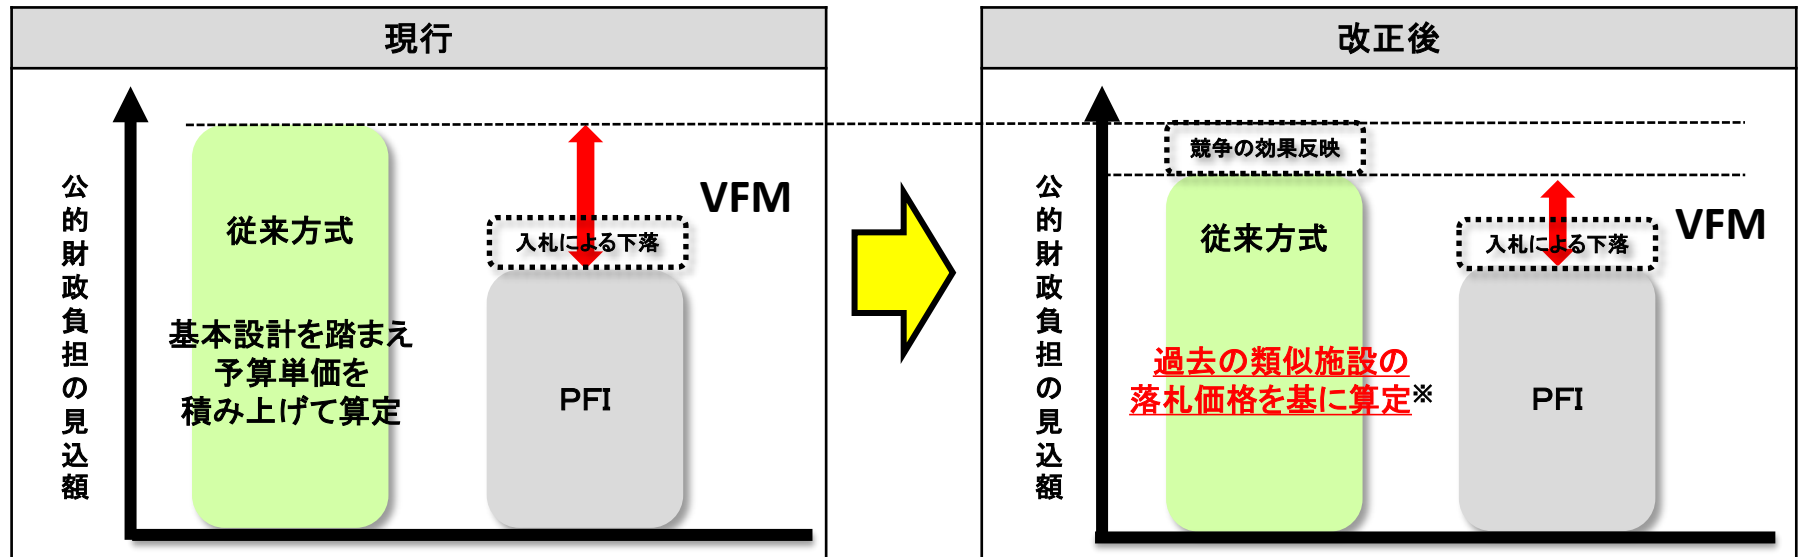 現行
公的財政負担の見込額
従来方式
基本設計を踏まえ
予算単価を
積み上げて算定
入札による下落
PFI
VFM
改正後
公的財政負担の見込額
競争の効果反映
従来方式
過去の類似施設の
落札価格を基に算定※
入札による下落
PFI
VFM